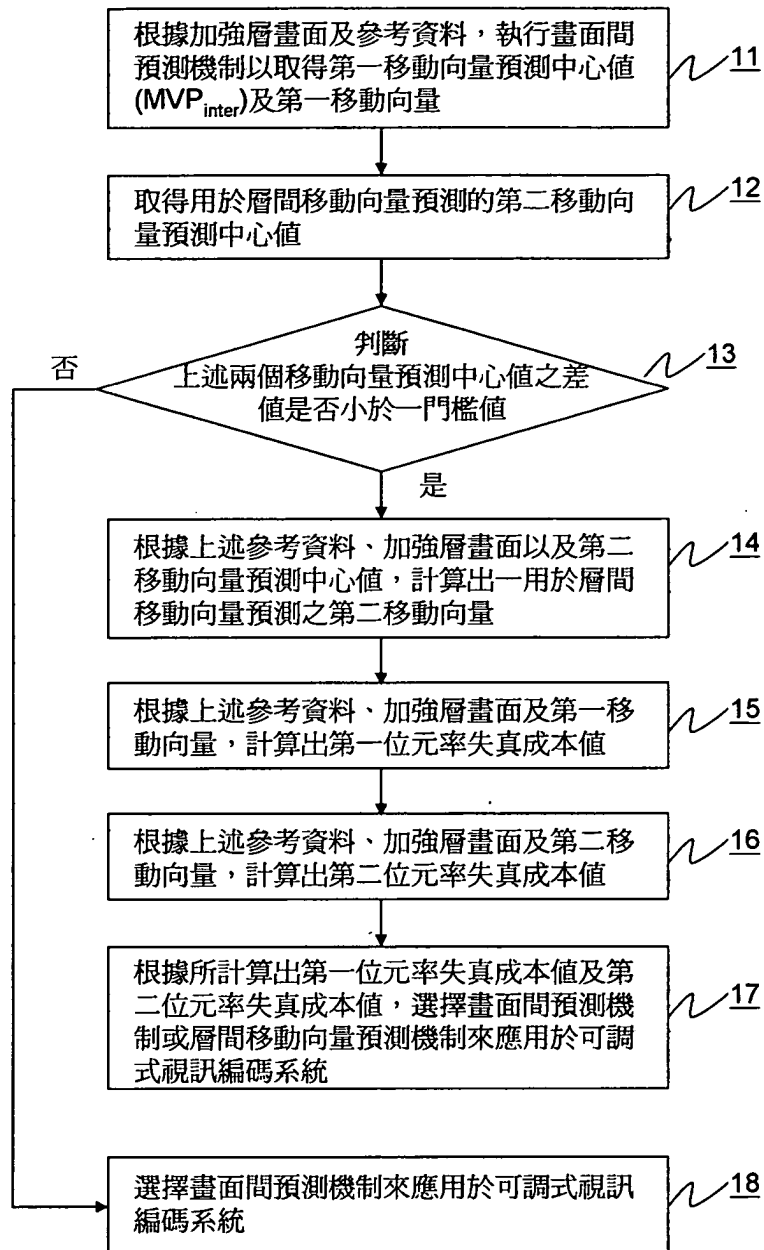 根據加強層畫面及參考資料，執行畫面間
預測機制以取得第一移動向量預測中心值
(MVPinter)及第一移動向量
11
取得用於層間移動向量預測的第二移動向
量預測中心值
12
判斷
上述兩個移動向量預測中心值之差
值是否小於一門檻值
13
否
是
根據上述參考資料、加強層畫面以及第二
移動向量預測中心值，計算出一用於層間
移動向量預測之第二移動向量
14
根據上述參考資料、加強層畫面及第一移
動向量，計算出第一位元率失真成本值
15
根據上述參考資料、加強層畫面及第二移
動向量，計算出第二位元率失真成本值
16
根據所計算出第一位元率失真成本值及第
二位元率失真成本值，選擇畫面間預測機
制或層間移動向量預測機制來應用於可調
式視訊編碼系統
17
選擇畫面間預測機制來應用於可調式視訊
編碼系統
18